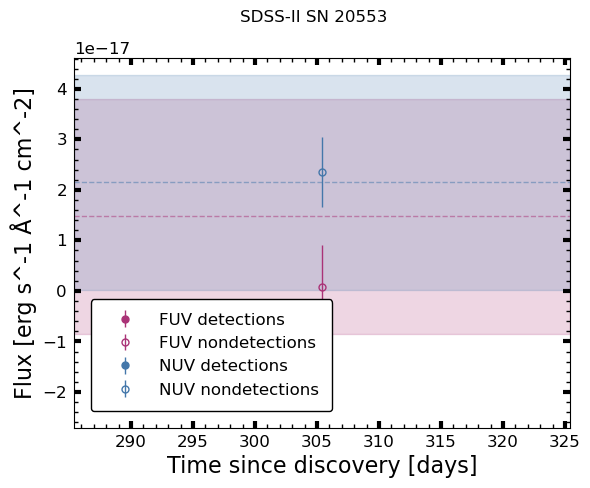 SDSS-II SN 20553
1e−17
4
3
2
1
0
−1
−2
Flux [erg s^-1 Å^-1 cm^-2]
FUV detections
FUV nondetections
NUV detections
NUV nondetections
290 295 300 305 310 315 320 325
Time since discovery [days]